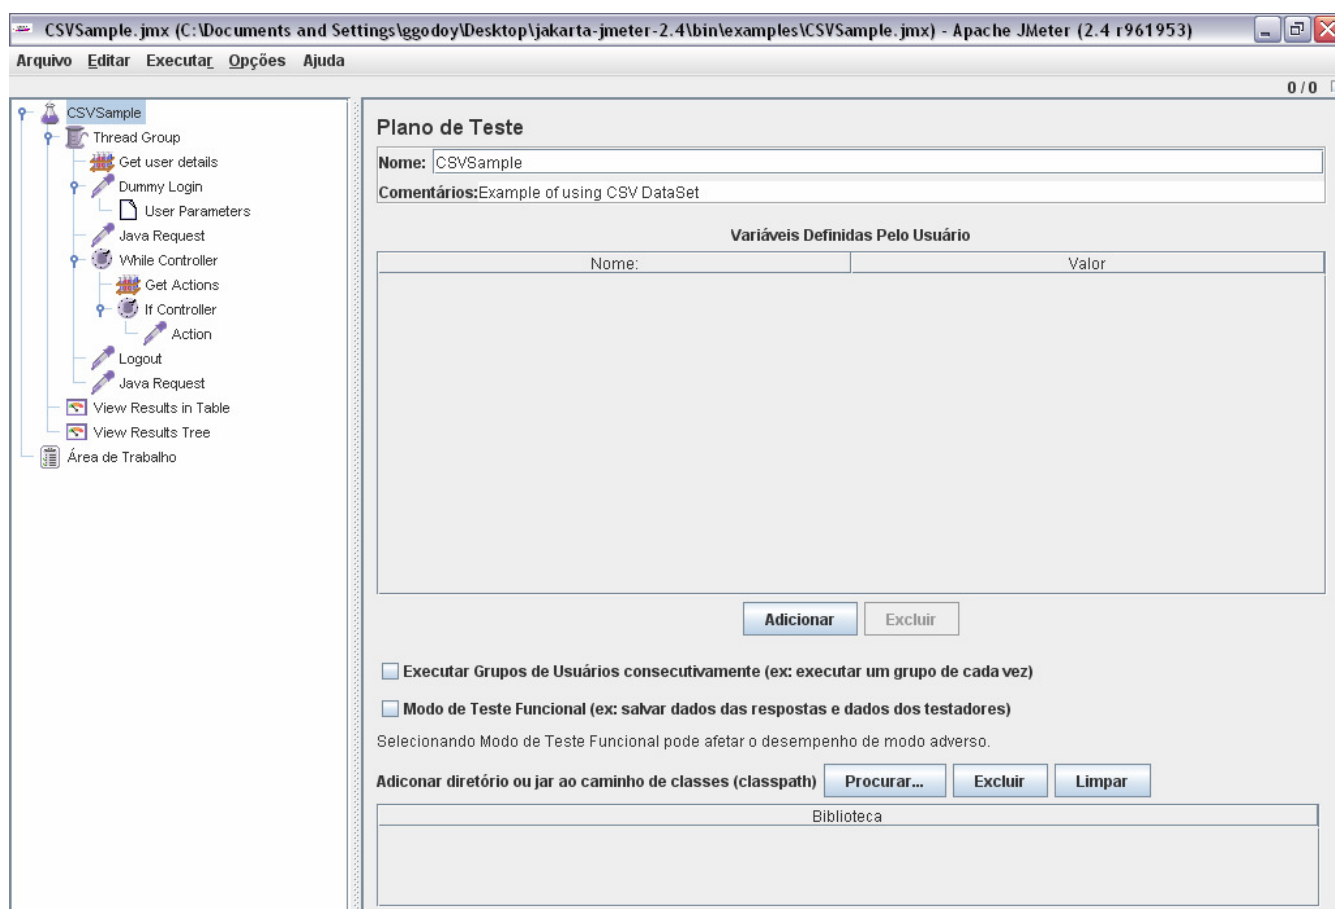 CSVSample.jmx (C:\Documents and Settings\ggodoy\Desktop\jakarta-jmeter-2.4\bin\examples\CSVSample.jmx) - Apache JMeter (2.4 r961953)
Arquivo Editar Executar Opções Ajuda
0 / 0
CSVSample
Thread Group
Get user details
Dummy Login
User Parameters
Java Request
While Controller
Get Actions
If Controller
Action
Logout
Java Request
View Results in Table
View Results Tree
Área de Trabalho
Plano de Teste
Nome: CSVSample
Comentários:Example of using CSV DataSet
Variáveis Definidas Pelo Usuário
Nome: Valor
Adicionar Excluir
Executar Grupos de Usuários consecutivamente (ex: executar um grupo de cada vez)
Modo de Teste Funcional (ex: salvar dados das respostas e dados dos testadores)
Selecionando Modo de Teste Funcional pode afetar o desempenho de modo adverso.
Adiconar diretório ou jar ao caminho de classes (classpath) Procurar... Excluir Limpar
Biblioteca